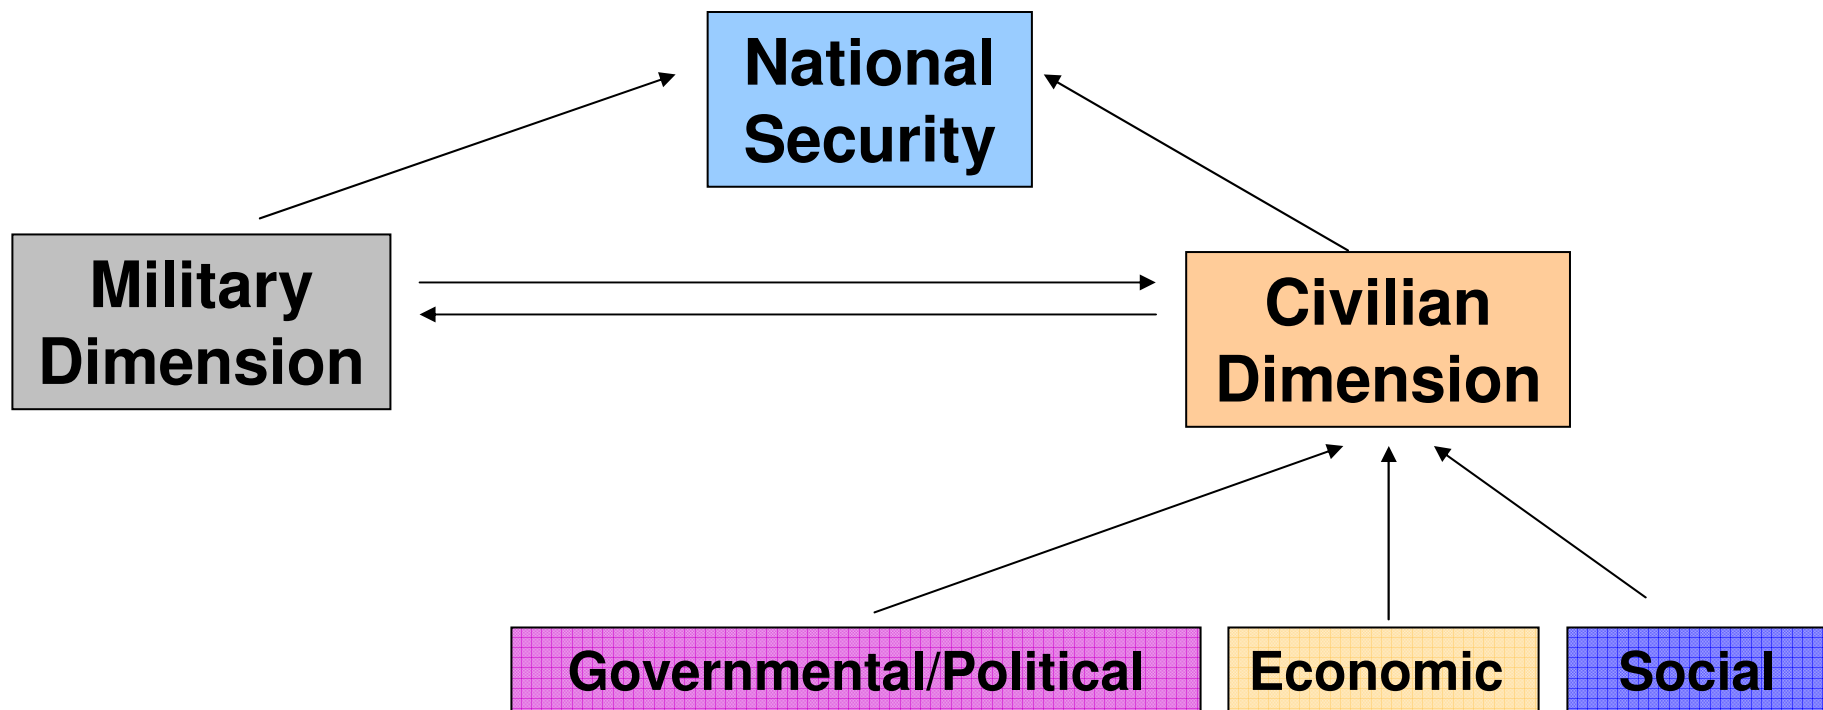 National
Security
Military
Dimension
Civilian
Dimension
Governmental/Political
Economic
Social